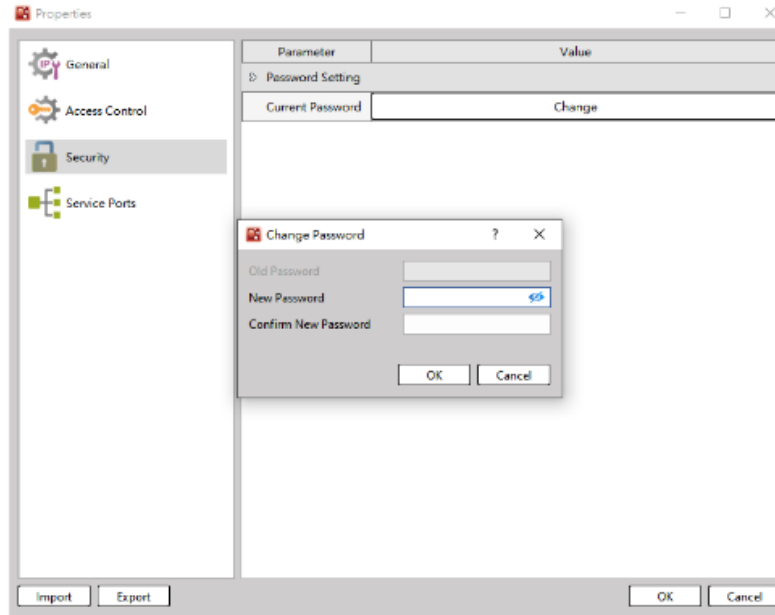 Properties
General
Access Control
Security
Service Ports
Parameter Value
Password Setting
Current Password Change
Change Password ?
Old Password
New Password
Confirm New Password
OK Cancel
Import Export
OK Cancel